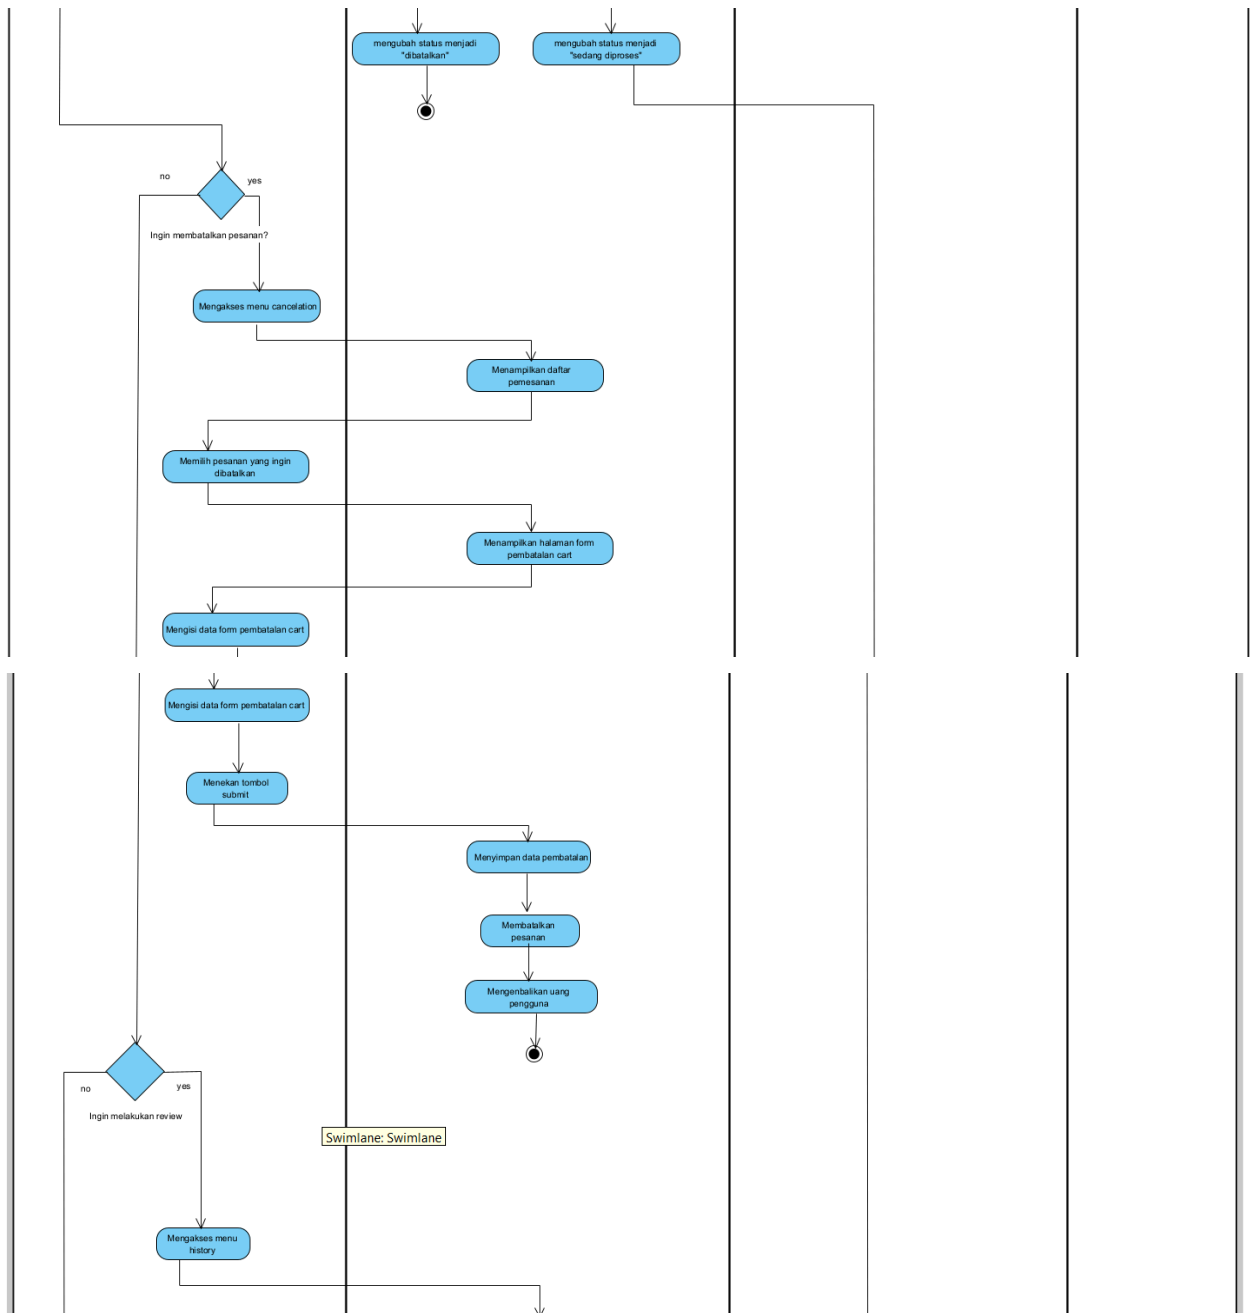 mengubah status menjadi
"dibatalkan"
mengubah status menjadi
"sedang diproses"
no
yes
Ingin membatalkan pesanan?
Mengakses menu cancelation
Menampilkan daftar
pemesanan
Memilih pesanan yang ingin
dibatalkan
Menampilkan halaman form
pembatalan cart
Mengisi data form pembatalan cart
Mengisi data form pembatalan cart
Menekan tombol
submit
Menyimpan data pembatalan
Membatalkan
pesanan
Mengenbalikan uang
pengguna
no
yes
Ingin melakukan review
Swimlane: Swimlane
Mengakses menu
history